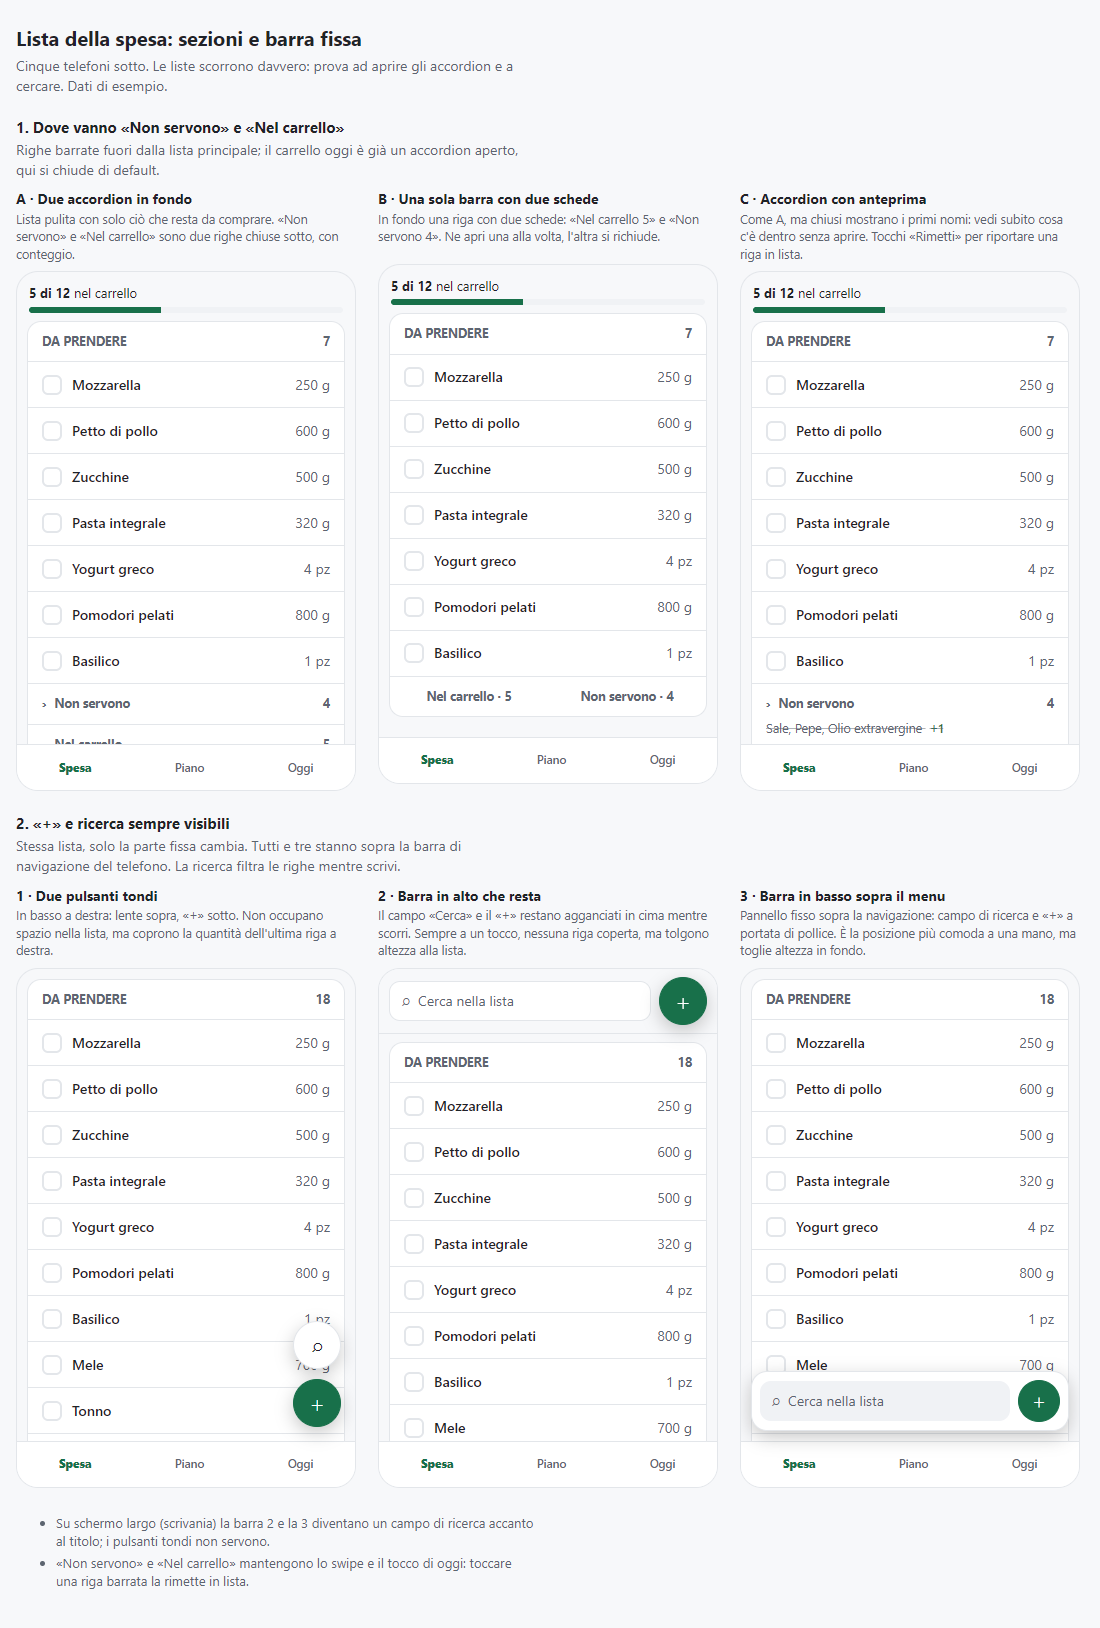 Lista della spesa: sezioni e barra fissa
Cinque telefoni sotto. Le liste scorrono davvero: prova ad aprire gli accordion e a
cercare. Dati di esempio.
1. Dove vanno «Non servono» e «Nel carrello»
Righe barrate fuori dalla lista principale; il carrello oggi è già un accordion aperto,
qui si chiude di default.
A · Due accordion in fondo
Lista pulita con solo ciò che resta da comprare. «Non
servono» e «Nel carrello» sono due righe chiuse sotto, con
conteggio.
5 di 12 nel carrello
DA PRENDERE 7
Mozzarella 250 g
Petto di pollo 600 g
Zucchine 500 g
Pasta integrale 320 g
Yogurt greco 4 pz
Pomodori pelati 800 g
Basilico 1 pz
› Non servono 4
Nel carrello 5
Spesa Piano Oggi
B · Una sola barra con due schede
In fondo una riga con due schede: «Nel carrello 5» e «Non
servono 4». Ne apri una alla volta, l'altra si richiude.
5 di 12 nel carrello
DA PRENDERE 7
Mozzarella 250 g
Petto di pollo 600 g
Zucchine 500 g
Pasta integrale 320 g
Yogurt greco 4 pz
Pomodori pelati 800 g
Basilico 1 pz
Nel carrello · 5 Non servono · 4
Spesa Piano Oggi
C · Accordion con anteprima
Come A, ma chiusi mostrano i primi nomi: vedi subito cosa
c'è dentro senza aprire. Tocchi «Rimetti» per riportare una
riga in lista.
5 di 12 nel carrello
DA PRENDERE 7
Mozzarella 250 g
Petto di pollo 600 g
Zucchine 500 g
Pasta integrale 320 g
Yogurt greco 4 pz
Pomodori pelati 800 g
Basilico 1 pz
› Non servono 4
Sale, Pepe, Olio extravergine +1
Spesa Piano Oggi
2. «+» e ricerca sempre visibili
Stessa lista, solo la parte fissa cambia. Tutti e tre stanno sopra la barra di
navigazione del telefono. La ricerca filtra le righe mentre scrivi.
1 · Due pulsanti tondi
In basso a destra: lente sopra, «+» sotto. Non occupano
spazio nella lista, ma coprono la quantità dell'ultima riga a
destra.
DA PRENDERE 18
Mozzarella 250 g
Petto di pollo 600 g
Zucchine 500 g
Pasta integrale 320 g
Yogurt greco 4 pz
Pomodori pelati 800 g
Basilico 1 pz
Mele 700 g
Tonno
+
Spesa Piano Oggi
2 · Barra in alto che resta
Il campo «Cerca» e il «+» restano agganciati in cima mentre
scorri. Sempre a un tocco, nessuna riga coperta, ma tolgono
altezza alla lista.
⌕ Cerca nella lista +
DA PRENDERE 18
Mozzarella 250 g
Petto di pollo 600 g
Zucchine 500 g
Pasta integrale 320 g
Yogurt greco 4 pz
Pomodori pelati 800 g
Basilico 1 pz
Mele 700 g
Spesa Piano Oggi
3 · Barra in basso sopra il menu
Pannello fisso sopra la navigazione: campo di ricerca e «+» a
portata di pollice. È la posizione più comoda a una mano, ma
toglie altezza in fondo.
DA PRENDERE 18
Mozzarella 250 g
Petto di pollo 600 g
Zucchine 500 g
Pasta integrale 320 g
Yogurt greco 4 pz
Pomodori pelati 800 g
Basilico 1 pz
Mele 700 g
⌕ Cerca nella lista +
Spesa Piano Oggi
• Su schermo largo (scrivania) la barra 2 e la 3 diventano un campo di ricerca accanto
al titolo; i pulsanti tondi non servono.
• «Non servono» e «Nel carrello» mantengono lo swipe e il tocco di oggi: toccare
una riga barrata la rimette in lista.